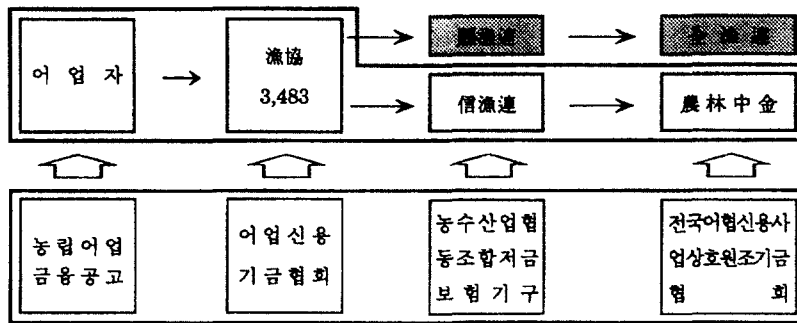 어 업 자
漁協
3,483
信漁連
農林中金
농립어업
금융공고
어업신용
기금협회
농수산업협
동조합저금
보험기구
전국어협신용사
업상호원조기금
협 회